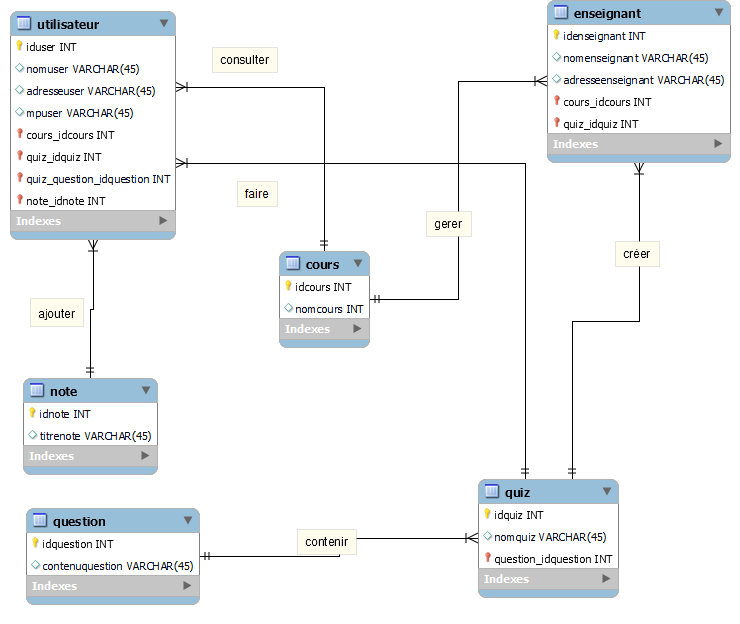 utilisateur
iduser INT
nomuser VARCHAR(45)
adresseuser VARCHAR(45)
mpuser VARCHAR(45)
cours_idcours INT
quiz_idquiz INT
quiz_question_idquestion INT
note_idnote INT
Indexes
consulter
enseignant
idenseignant INT
nomenseignant VARCHAR(45)
adresseenseignant VARCHAR(45)
cours_idcours INT
quiz_idquiz INT
Indexes
faire
gerer
créer
cours
idcours INT
nomcours INT
Indexes
ajouter
note
idnote INT
titrenote VARCHAR(45)
Indexes
question
idquestion INT
contenuquestion VARCHAR(45)
Indexes
contenir
quiz
idquiz INT
nomquiz VARCHAR(45)
question_idquestion INT
Indexes